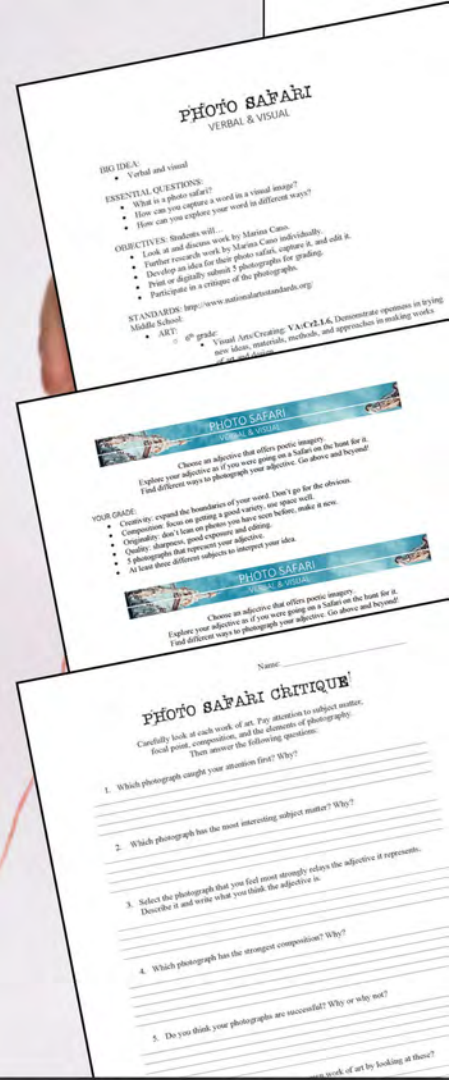 PHOTO SAFARI
VERBAL & VISUAL
BIG IDEA:
• Verbal and visual
ESSENTIAL QUESTIONS:
• What is a photo safari?
• How can you capture a word in a visual image?
• How can you explore your word in different ways?
OBJECTIVES: Students will…
• Look and discuss work by Marina Cano.
• Further research work by Marina Cano individually.
• Develop an idea for their photo safari, capture it, and edit it.
• Print or digitally submit 5 photographs for grading.
• Participate in a critique of the photographs.
STANDARDS: http://www.nationalartsstandards.org/
Middle School:
• ART:
○ 6th grade:
▪ Visual Arts/Creating: VA:Cr2.1.6, Demonstrate openness in trying
new ideas, materials, methods, and approaches in making works
of art and design
PHOTO SAFARI
VERBAL & VISUAL
Choose an adjective that offers poetic imagery.
Explore your adjective as if you were going on a Safari on the hunt for it.
Find different ways to photograph your adjective. Go above and beyond!
YOUR GRADE:
• Creativity: expand the boundaries of your word. Don't go for the obvious.
• Composition: focus on getting a good variety, use space well.
• Originality: don't lean on photos you have seen before, make it new.
• Quality: sharpness, good exposure and editing.
• 5 photographs that represent your adjective.
• At least three different subjects to interpret your idea.
PHOTO SAFARI
VERBAL & VISUAL
Choose an adjective that offers poetic imagery.
Explore your adjective as if you were going on a Safari on the hunt for it.
Find different ways to photograph your adjective. Go above and beyond!
Name:
PHOTO SAFARI CRITIQUE
Carefully look at each work of art. Pay attention to subject matter,
focal point, composition, and the elements of photography.
Then answer the following questions:
1. Which photograph caught your attention first? Why?
2. Which photograph has the most interesting subject matter? Why?
3. Select the photograph that you feel most strongly relays the adjective it represents.
Describe it and write what you think the adjective is.
4. Which photograph has the strongest composition? Why?
5. Do you think your photographs are successful? Why or why not?
work of art by looking at these?